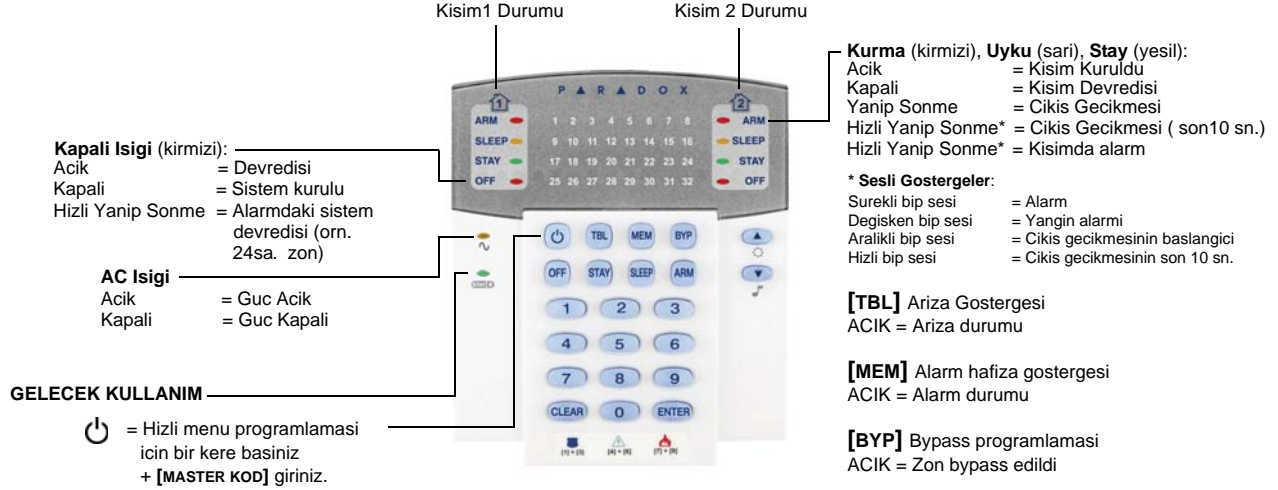 Kisim1 Durumu
Kisim 2 Durumu
Kurma (kirmizi), Uyku (sari), Stay (yesil):
Acik = Kisim Kuruldu
Kapali = Kisim Devredisi
Yanip Sonme = Cikis Gecikmesi
Hizli Yanip Sonme* = Cikis Gecikmesi ( son10 sn.)
Hizli Yanip Sonme* = Kisimda alarm
* Sesli Gostergeler:
Surekli bip sesi = Alarm
Degisken bip sesi = Yangin alarmi
Aralikli bip sesi = Cikis gecikmesinin baslangici
Hizli bip sesi = Cikis gecikmesinin son 10 sn.
[TBL] Ariza Gostergesi
ACIK = Ariza durumu
[MEM] Alarm hafiza gostergesi
ACIK = Alarm durumu
[BYP] Bypass programlamasi
ACIK = Zon bypass edildi
Kapali Isigi (kirmizi):
Acik = Devredisi
Kapali = Sistem kurulu
Hizli Yanip Sonme = Alarmdaki sistem
devredisi (orn.
24sa. zon)
AC Isigi
Acik = Guc Acik
Kapali = Guc Kapali
GELECEK KULLANIM
= Hizli menu programlamasi
icin bir kere basiniz
+ [MASTER KOD] giriniz.
PARADOX
1 2
ARM 1 2 3 4 5 6 7 8 ARM
SLEEP 9 10 11 12 13 14 15 16 SLEEP
STAY 17 18 19 20 21 22 23 24 STAY
OFF 25 26 27 28 29 30 31 32 OFF
TBL MEM BYP
OFF STAY SLEEP ARM
1 2 3
4 5 6
7 8 9
CLEAR 0 ENTER
[1] + [3] [4] + [6] [7] + [9]